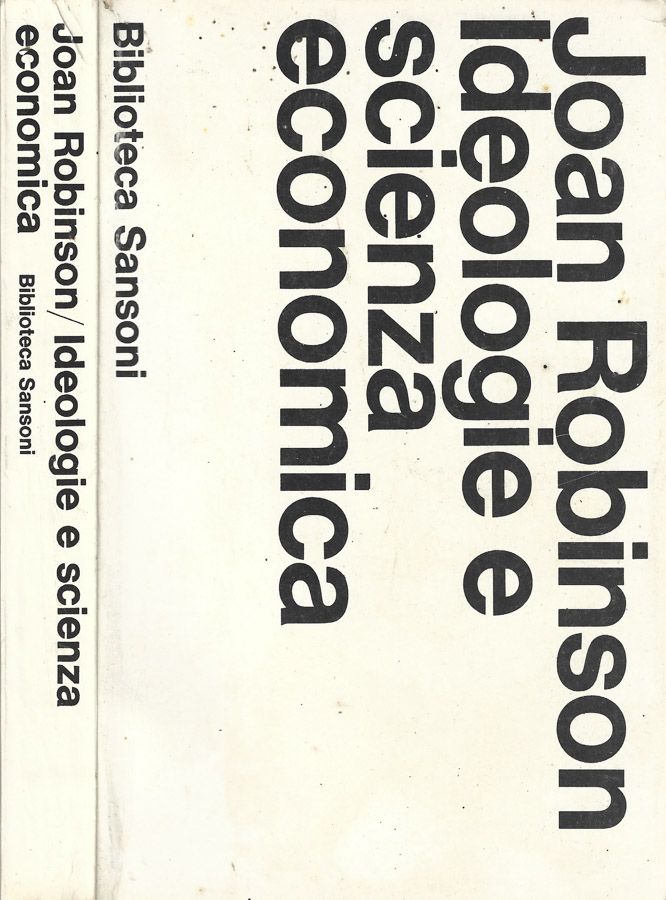 Joan Robinson
Ideologie e
scienza
economica
Biblioteca Sansoni
Joan Robinson/Ideologie e scienza
economica Biblioteca Sansoni